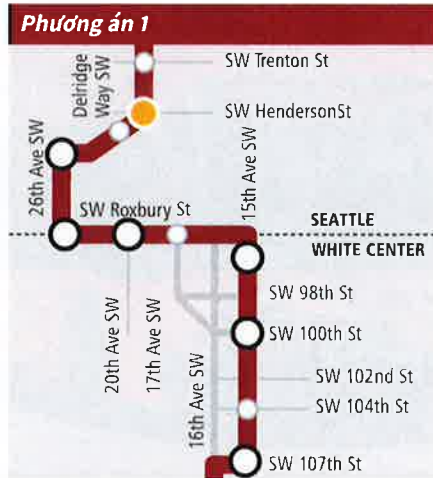 Phương án 1
SW Trenton St
Delridge
Way SW
SW Henderson St
26th Ave SW
15th Ave SW
SW Roxbury St
SEATTLE
WHITE CENTER
SW 98th St
20th Ave SW
17th Ave SW
SW 100th St
16th Ave SW
SW 102nd St
SW 104th St
SW 107th St